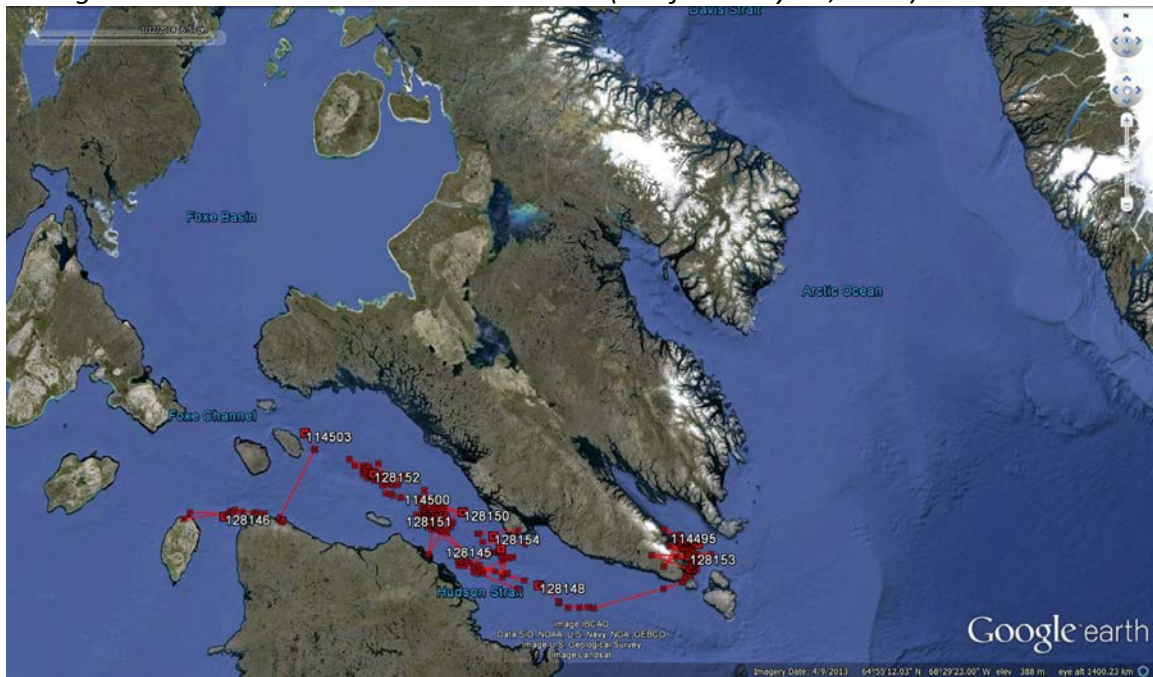 Davis Strait
N
Foxe Basin
Arctic Ocean
Foxe Channel
114503
128152
114500
128146
128151
128150
128154
114495
128145
128153
128148
Hudson Strait
Image IBCAO
Data SIO, NOAA, U.S. Navy, NGA, GEBCO
Image U.S. Geological Survey
Image Landsat
Google earth
Imagery Date: 4/9/2013 64°55'12.03" N 68°29'23.00" W elev 388 m eye alt 1400.23 km